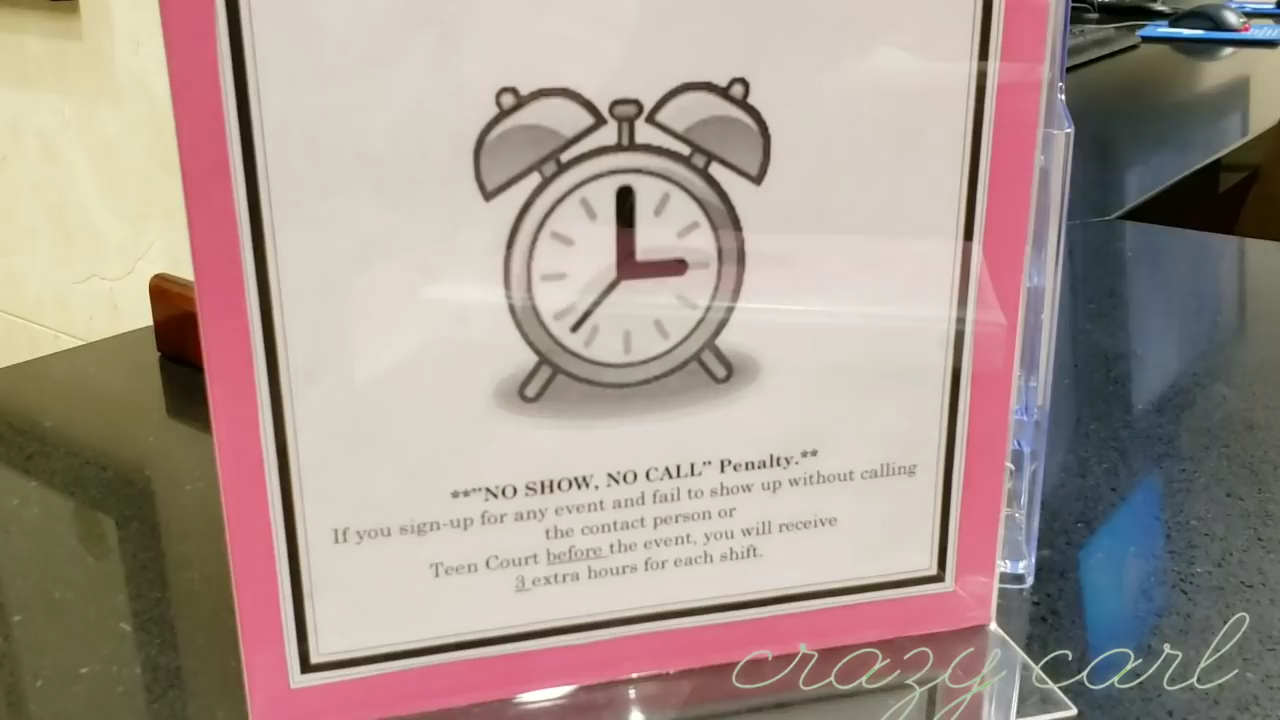 **"NO SHOW, NO CALL" Penalty.**
If you sign-up for any event and fail to show up without calling
the contact person or
Teen Court before the event, you will receive
3 extra hours for each shift.
crazy carl